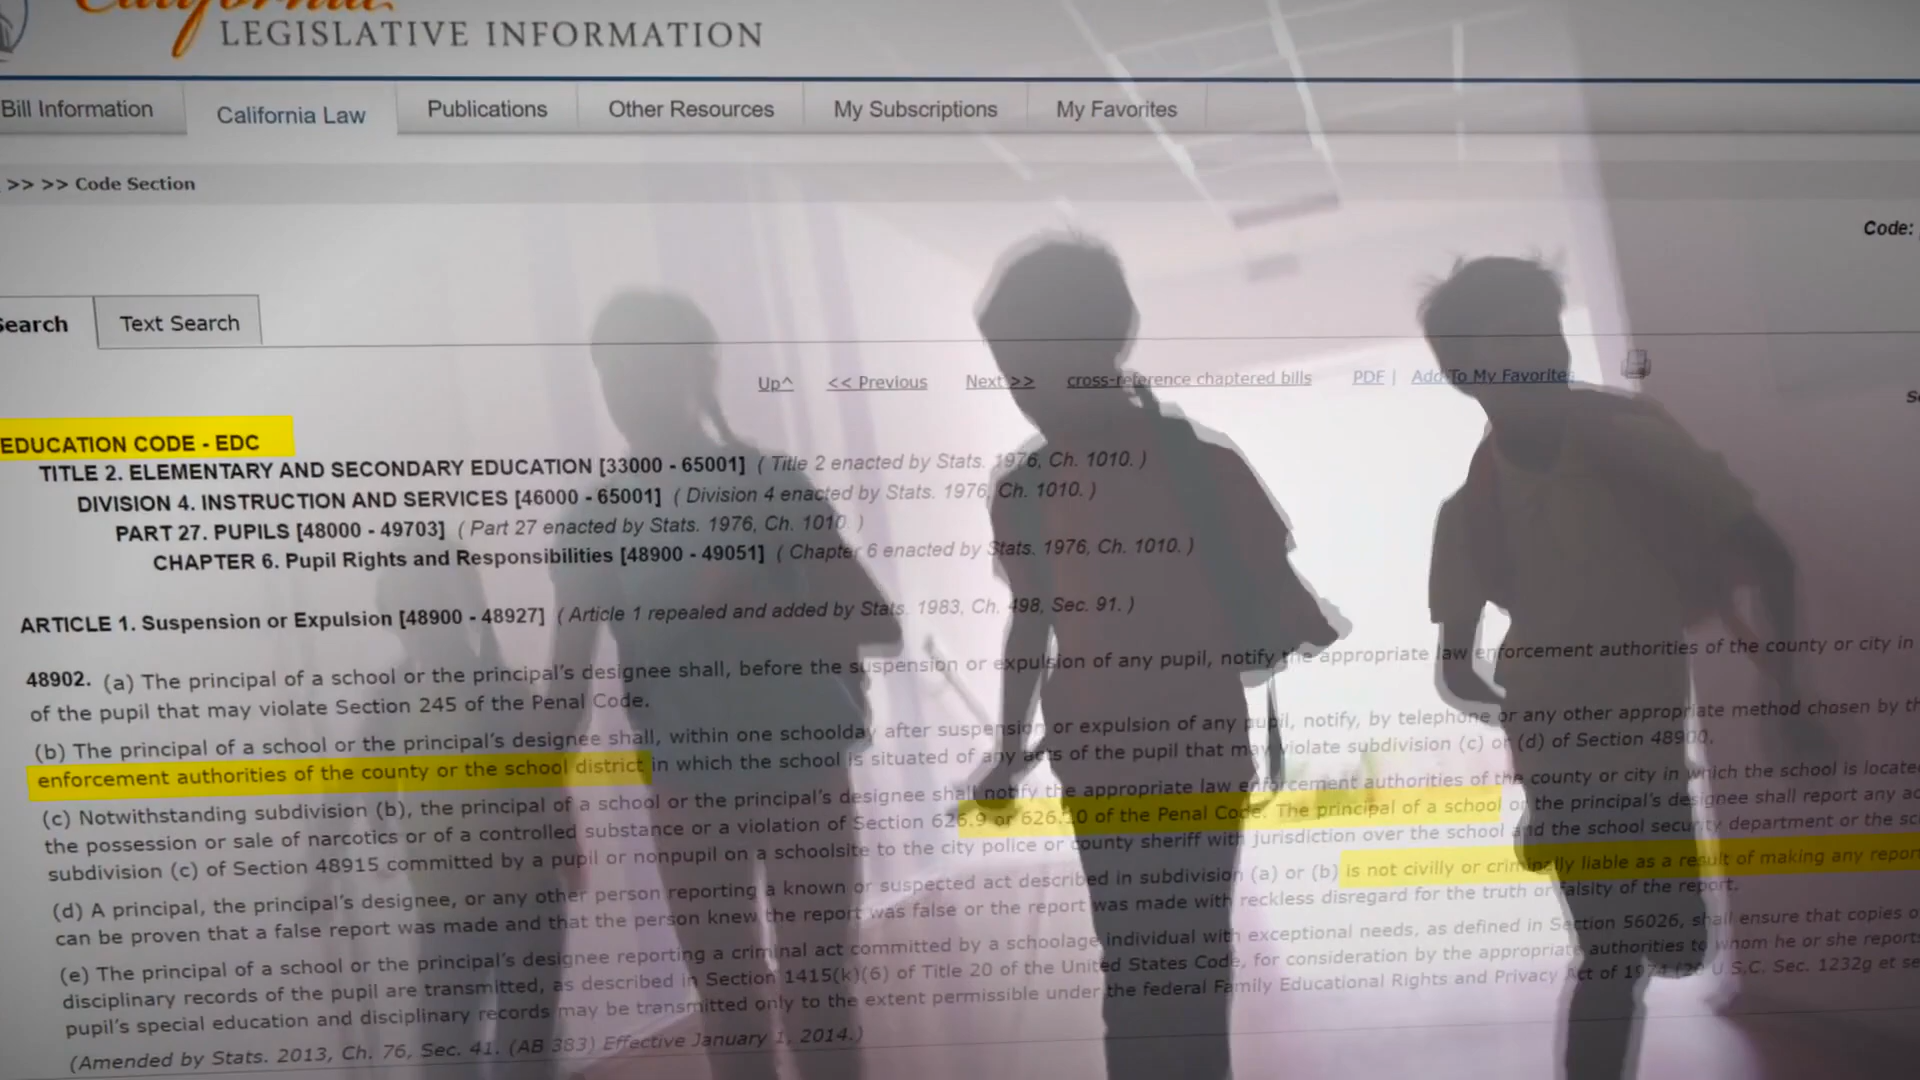 California
LEGISLATIVE INFORMATION
Bill Information California Law Publications Other Resources My Subscriptions My Favorites
>> >> Code Section
Code:
Search Text Search
Up^ << Previous Next >> cross-reference chaptered bills PDF | Add To My Favorites
EDUCATION CODE - EDC
TITLE 2. ELEMENTARY AND SECONDARY EDUCATION [33000 - 65001] ( Title 2 enacted by Stats. 1976, Ch. 1010. )
DIVISION 4. INSTRUCTION AND SERVICES [46000 - 65001] ( Division 4 enacted by Stats. 1976, Ch. 1010. )
PART 27. PUPILS [48000 - 49703] ( Part 27 enacted by Stats. 1976, Ch. 1010. )
CHAPTER 6. Pupil Rights and Responsibilities [48900 - 49051] ( Chapter 6 enacted by Stats. 1976, Ch. 1010. )
ARTICLE 1. Suspension or Expulsion [48900 - 48927] ( Article 1 repealed and added by Stats. 1983, Ch. 498, Sec. 91. )
48902. (a) The principal of a school or the principal's designee shall, before the suspension or expulsion of any pupil, notify the appropriate law enforcement authorities of the county or city in
of the pupil that may violate Section 245 of the Penal Code.
(b) The principal of a school or the principal's designee shall, within one schoolday after suspension or expulsion of any pupil, notify, by telephone or any other appropriate method chosen by th
enforcement authorities of the county or the school district in which the school is situated of any acts of the pupil that may violate subdivision (c) or (d) of Section 48900.
(c) Notwithstanding subdivision (b), the principal of a school or the principal's designee shall notify the appropriate law enforcement authorities of the county or city in which the school is locate
the possession or sale of narcotics or of a controlled substance or a violation of Section 626.9 or 626.10 of the Penal Code. The principal of a school or the principal's designee shall report any ac
subdivision (c) of Section 48915 committed by a pupil or nonpupil on a schoolsite to the city police or county sheriff with jurisdiction over the school and the school security department or the sc
(d) A principal, the principal's designee, or any other person reporting a known or suspected act described in subdivision (a) or (b) is not civilly or criminally liable as a result of making any repor
can be proven that a false report was made and that the person knew the report was false or the report was made with reckless disregard for the truth or falsity of the report.
(e) The principal of a school or the principal's designee reporting a criminal act committed by a schoolage individual with exceptional needs, as defined in Section 56026, shall ensure that copies o
disciplinary records of the pupil are transmitted, as described in Section 1415(k)(6) of Title 20 of the United States Code, for consideration by the appropriate authorities to whom he or she report
pupil's special education and disciplinary records may be transmitted only to the extent permissible under the federal Family Educational Rights and Privacy Act of 1974 (20 U.S.C. Sec. 1232g et se
(Amended by Stats. 2013, Ch. 76, Sec. 41. (AB 383) Effective January 1, 2014.)